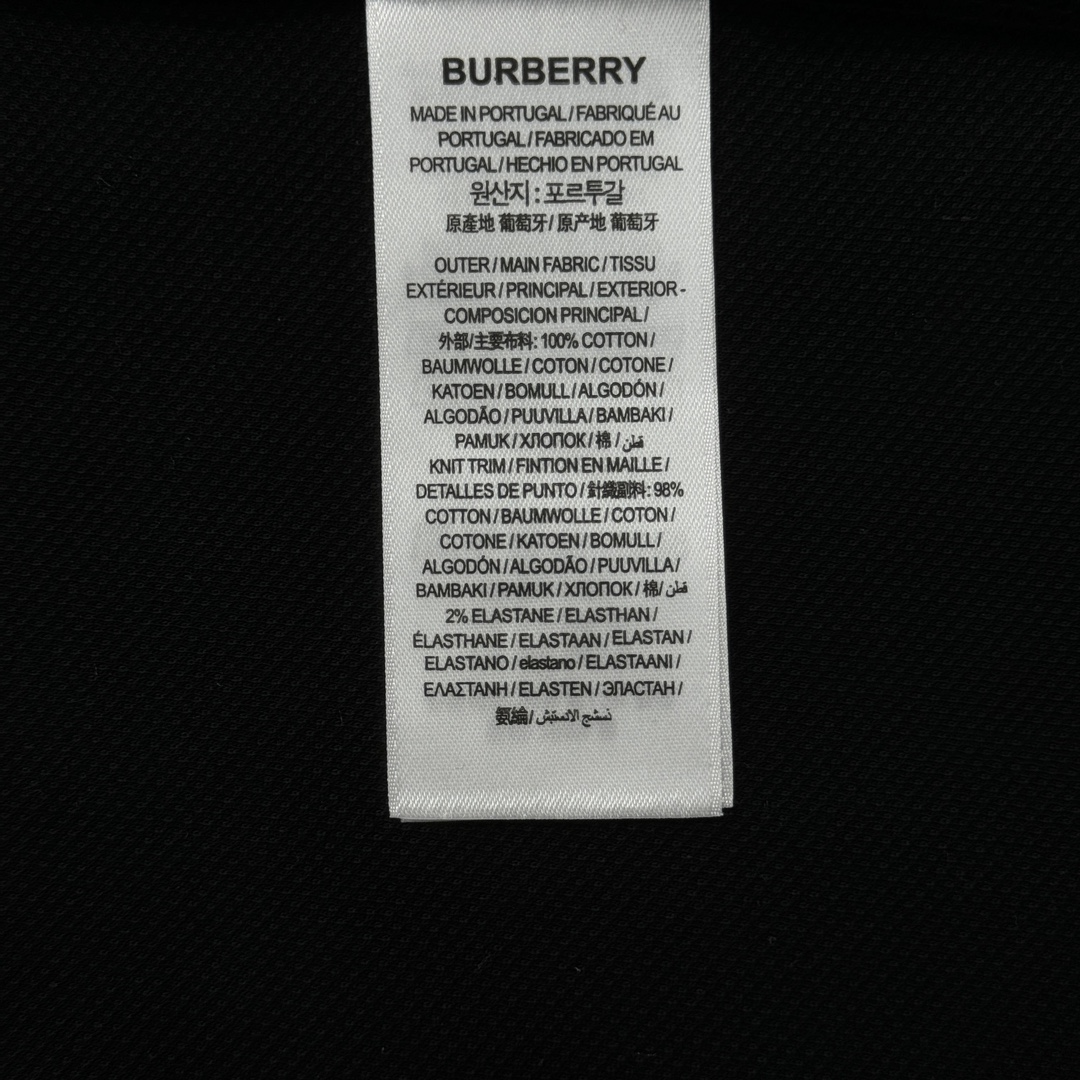 BURBERRY
MADE IN PORTUGAL / FABRIQUÉ AU
PORTUGAL / FABRICADO EM
PORTUGAL / HECHIO EN PORTUGAL
원산지 : 포르투갈
原產地 葡萄牙/ 原产地 葡萄牙
OUTER / MAIN FABRIC / TISSU
EXTÉRIEUR / PRINCIPAL / EXTERIOR -
COMPOSICION PRINCIPAL /
外部/主要布料: 100% COTTON /
BAUMWOLLE / COTON / COTONE /
KATOEN / BOMULL / ALGODÓN /
ALGODÃO / PUUVILLA / BAMBAKI /
PAMUK / ХЛОПОК / 棉 / قطن
KNIT TRIM / FINTION EN MAILLE /
DETALLES DE PUNTO / 針織副料: 98%
COTTON / BAUMWOLLE / COTON /
COTONE / KATOEN / BOMULL /
ALGODÓN / ALGODÃO / PUUVILLA /
BAMBAKI / PAMUK / ХЛОПОК / 棉/ قطن
2% ELASTANE / ELASTHAN /
ÉLASTHANE / ELASTAAN / ELASTAN /
ELASTANO / elastano / ELASTAANI /
ΕΛΑΣΤΑΝΗ / ELASTEN / ЭЛАСТАН /
氨綸/